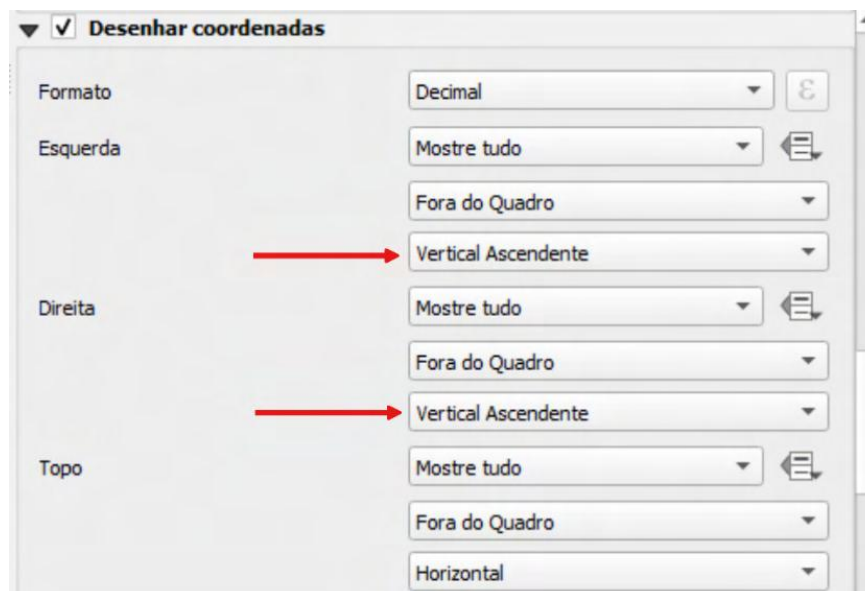 Desenhar coordenadas
Formato Decimal ε
Esquerda Mostre tudo
Fora do Quadro
Vertical Ascendente
Direita Mostre tudo
Fora do Quadro
Vertical Ascendente
Topo Mostre tudo
Fora do Quadro
Horizontal